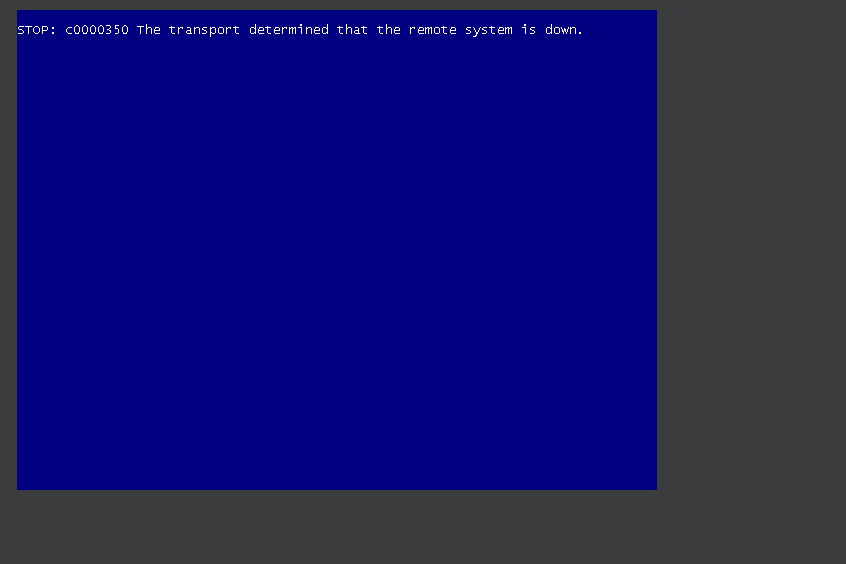 STOP: c0000350 The transport determined that the remote system is down.